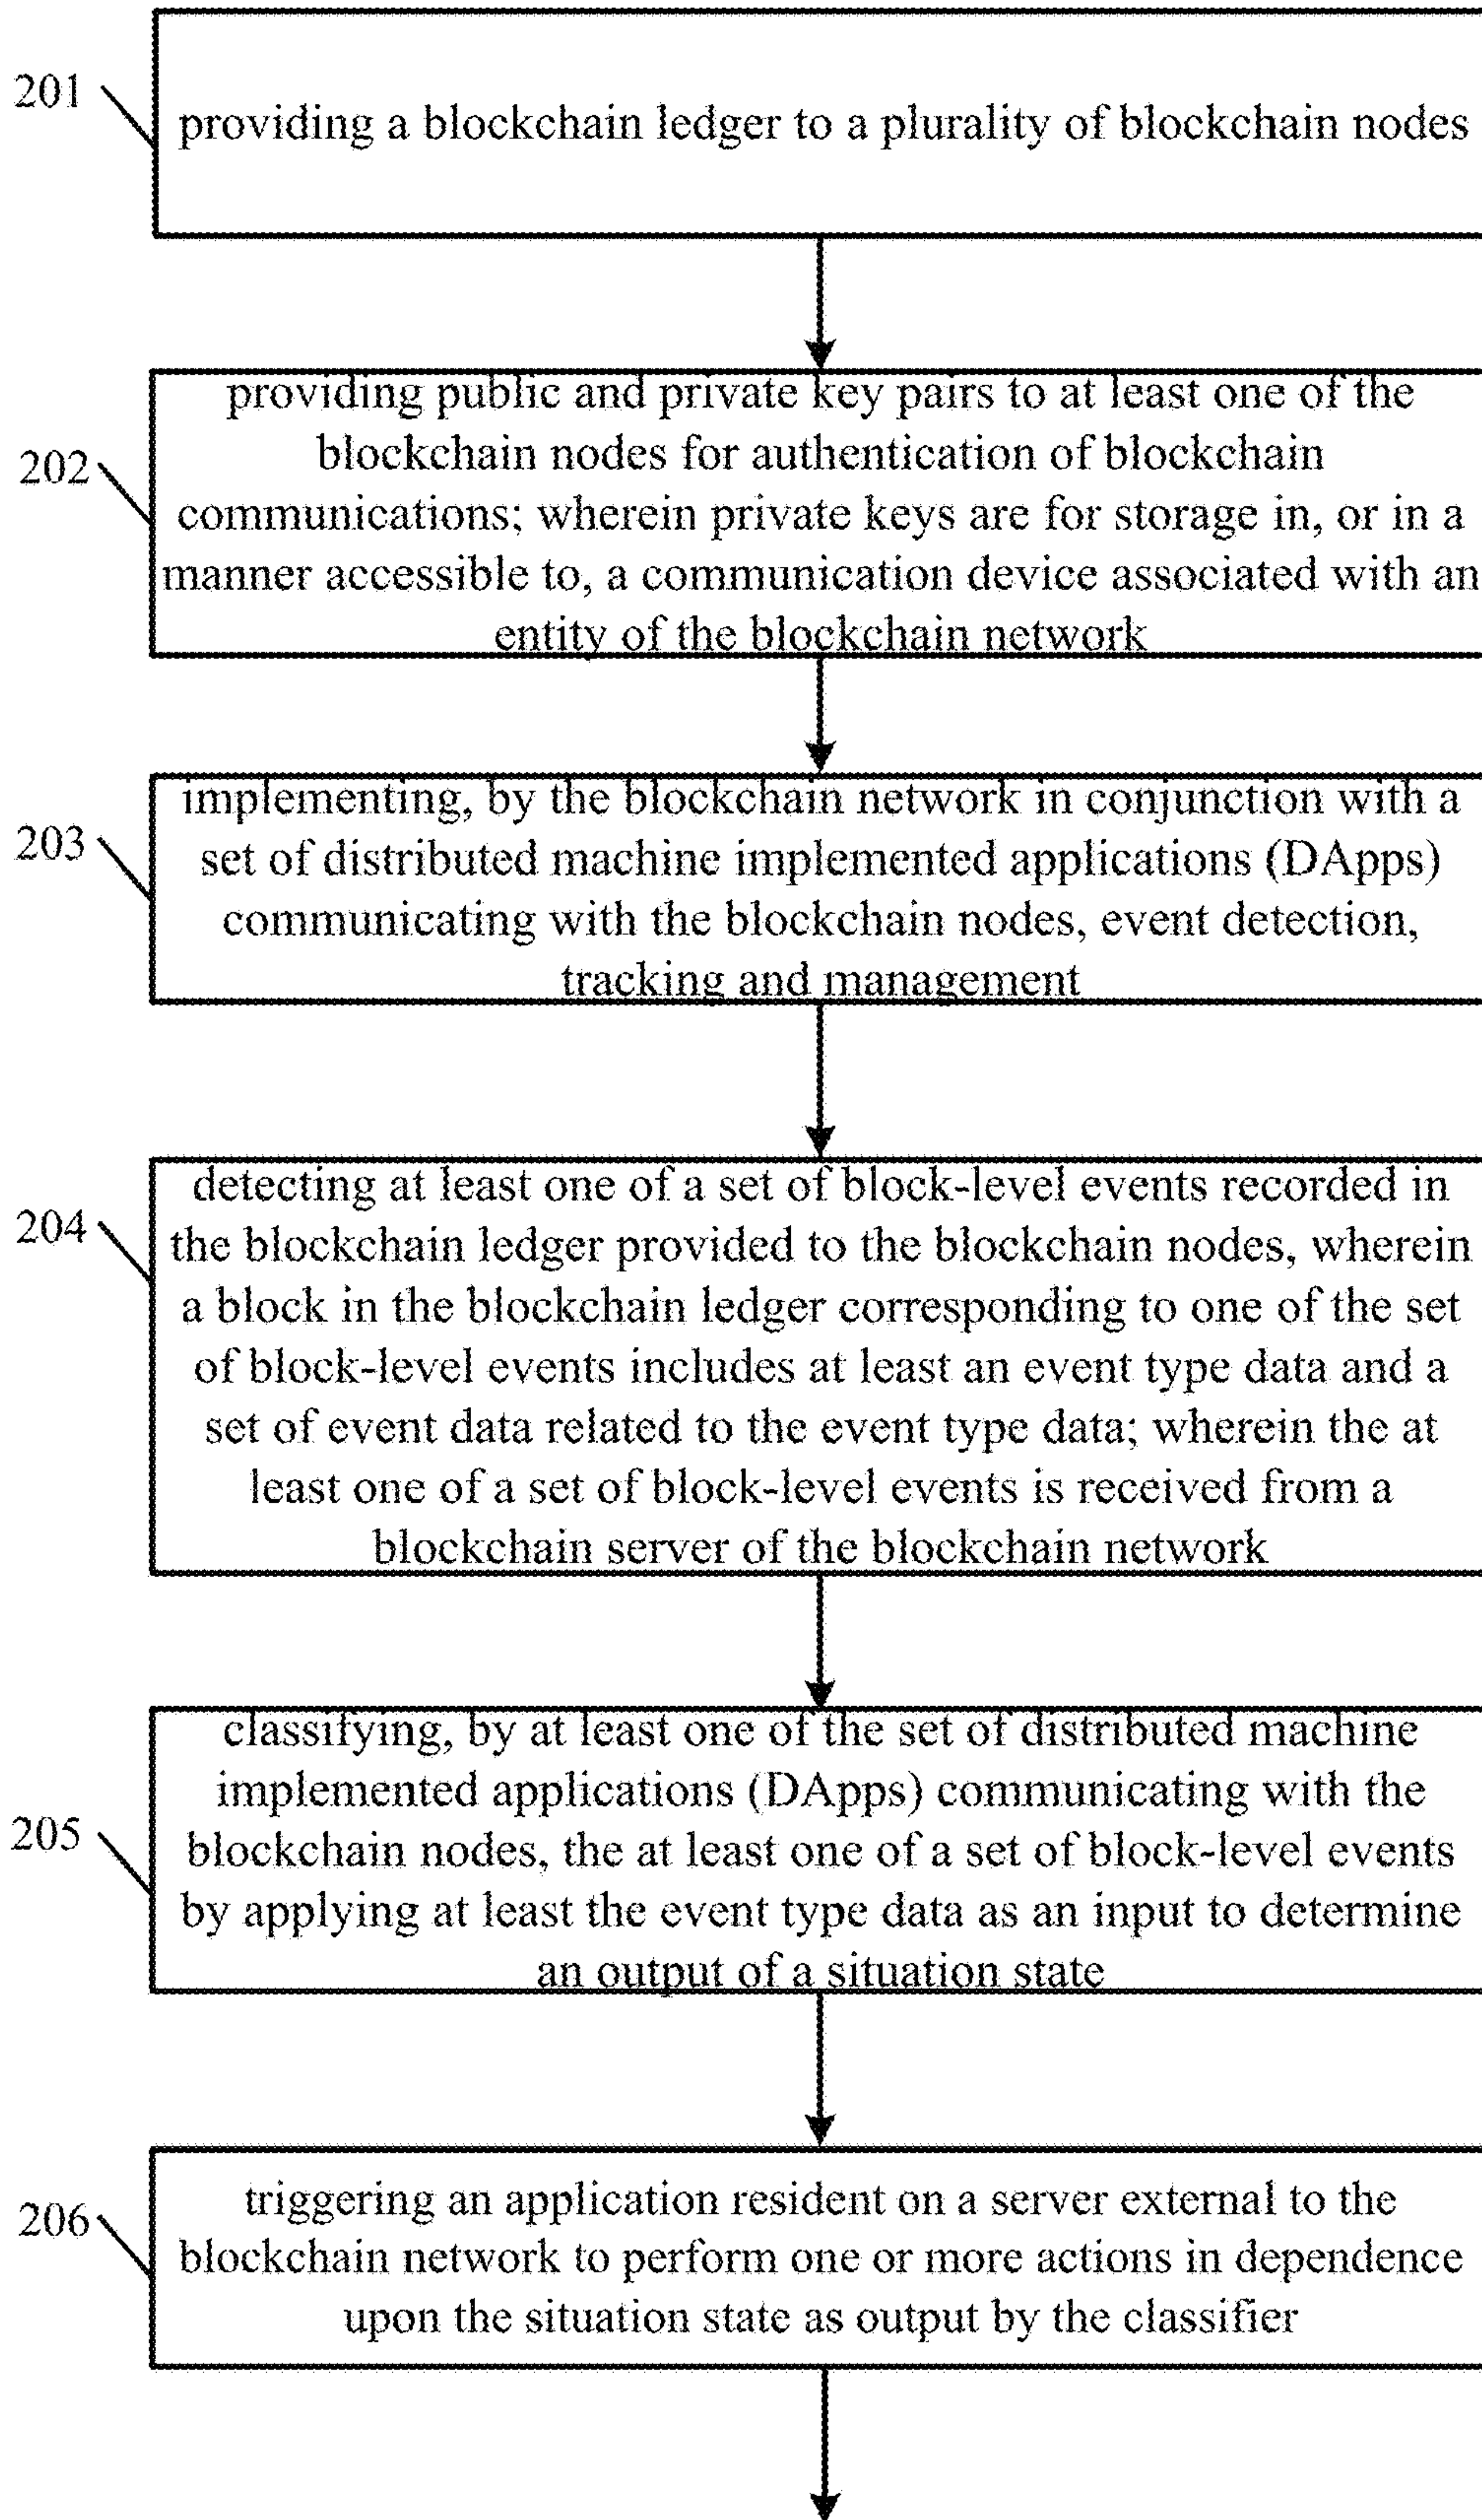 201
providing a blockchain ledger to a plurality of blockchain nodes
202
providing public and private key pairs to at least one of the
blockchain nodes for authentication of blockchain
communications; wherein private keys are for storage in, or in a
manner accessible to, a communication device associated with an
entity of the blockchain network
203
implementing, by the blockchain network in conjunction with a
set of distributed machine implemented applications (DApps)
communicating with the blockchain nodes, event detection,
tracking and management
204
detecting at least one of a set of block-level events recorded in
the blockchain ledger provided to the blockchain nodes, wherein
a block in the blockchain ledger corresponding to one of the set
of block-level events includes at least an event type data and a
set of event data related to the event type data; wherein the at
least one of a set of block-level events is received from a
blockchain server of the blockchain network
205
classifying, by at least one of the set of distributed machine
implemented applications (DApps) communicating with the
blockchain nodes, the at least one of a set of block-level events
by applying at least the event type data as an input to determine
an output of a situation state
206
triggering an application resident on a server external to the
blockchain network to perform one or more actions in dependence
upon the situation state as output by the classifier